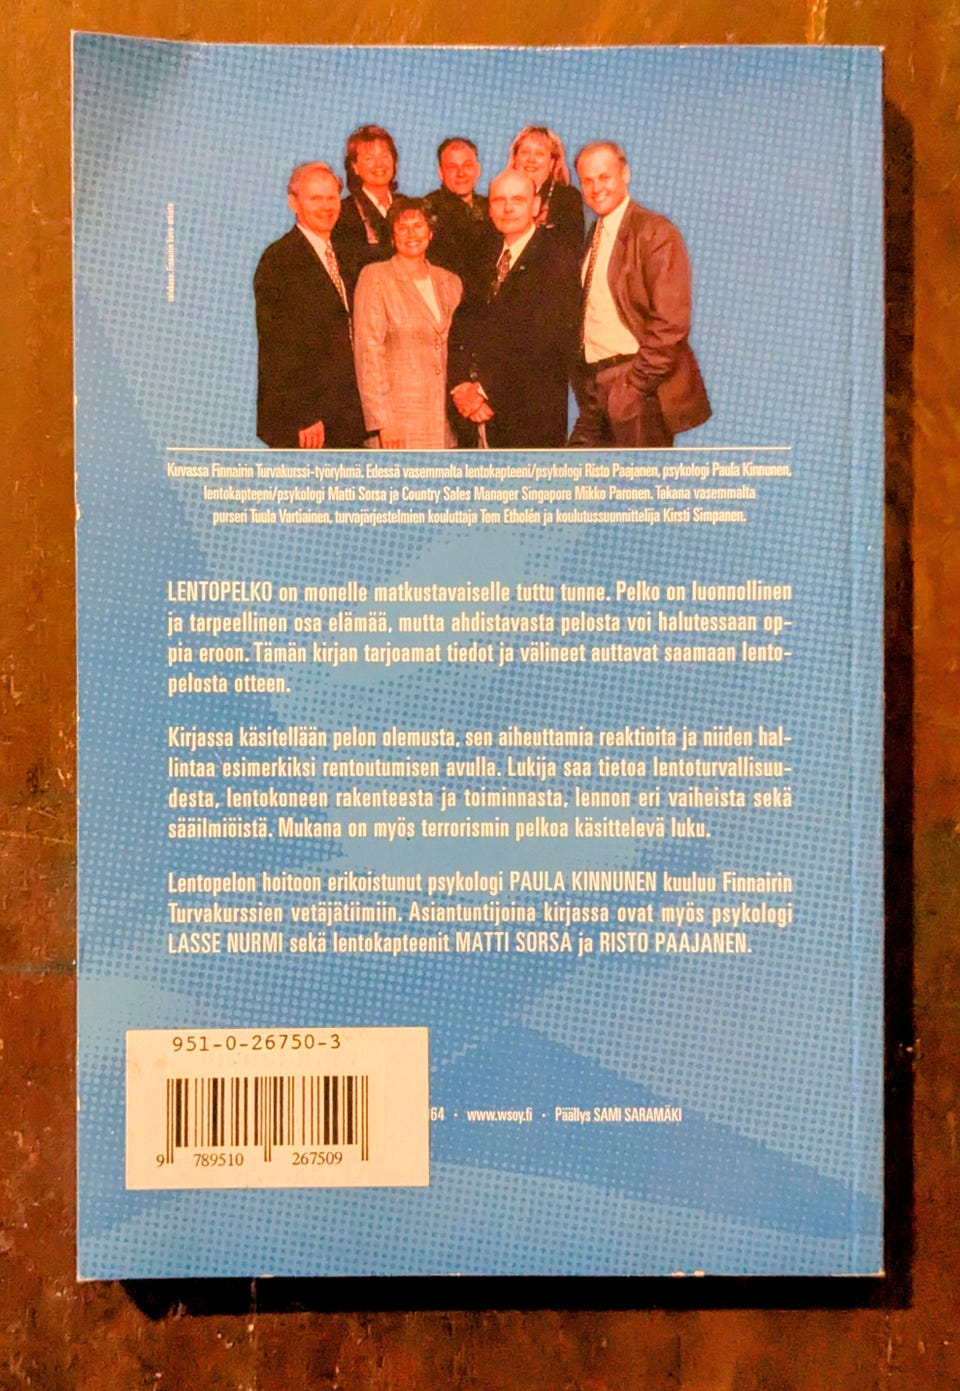 takakuva: Finnairin kuva-arkisto
Kuvassa Finnairin Turvakurssi-työryhmä. Edessä vasemmalta lentokapteeni/psykologi Risto Paajanen, psykologi Paula Kinnunen,
lentokapteeni/psykologi Matti Sorsa ja Country Sales Manager Singapore Mikko Paronen. Takana vasemmalta
purseri Tuula Vartiainen, turvajärjestelmien kouluttaja Tom Etholén ja koulutussuunnittelija Kirsti Simpanen.
LENTOPELKO on monelle matkustavaiselle tuttu tunne. Pelko on luonnollinen
ja tarpeellinen osa elämää, mutta ahdistavasta pelosta voi halutessaan op-
pia eroon. Tämän kirjan tarjoamat tiedot ja välineet auttavat saamaan lento-
pelosta otteen.
Kirjassa käsitellään pelon olemusta, sen aiheuttamia reaktioita ja niiden hal-
lintaa esimerkiksi rentoutumisen avulla. Lukija saa tietoa lentoturvallisuu-
desta, lentokoneen rakenteesta ja toiminnasta, lennon eri vaiheista sekä
sääilmiöistä. Mukana on myös terrorismin pelkoa käsittelevä luku.
Lentopelon hoitoon erikoistunut psykologi PAULA KINNUNEN kuuluu Finnairin
Turvakurssien vetäjätiimiin. Asiantuntijoina kirjassa ovat myös psykologi
LASSE NURMI sekä lentokapteenit MATTI SORSA ja RISTO PAAJANEN.
951-0-26750-3
64 · www.wsoy.fi · Päällys SAMI SARAMÄKI
9 789510 267509